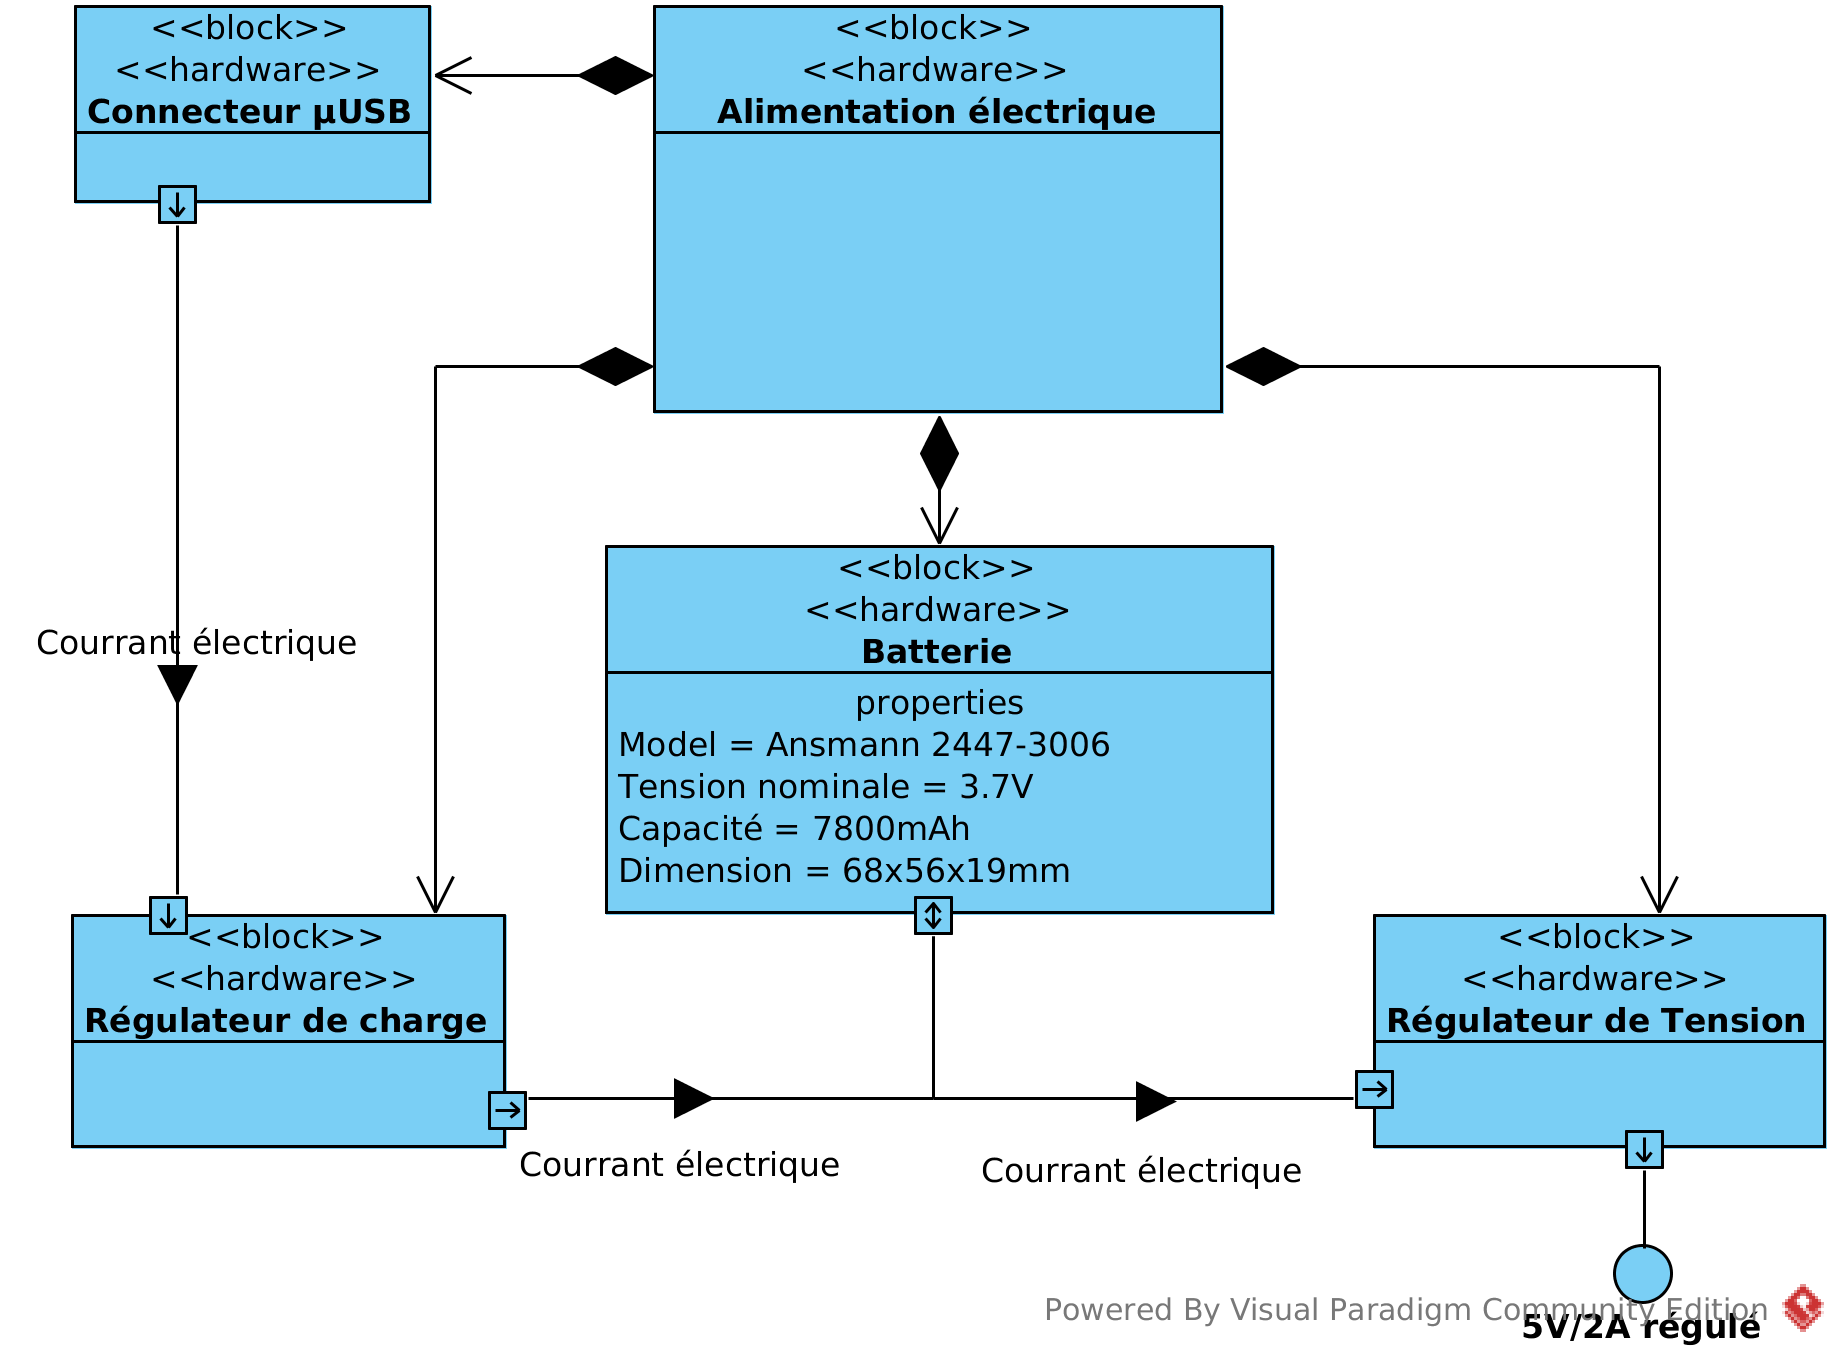 <<block>>
<<hardware>>
Connecteur µUSB
<<block>>
<<hardware>>
Alimentation électrique
Courrant électrique
<<block>>
<<hardware>>
Batterie
properties
Model = Ansmann 2447-3006
Tension nominale = 3.7V
Capacité = 7800mAh
Dimension = 68x56x19mm
<<block>>
<<hardware>>
Régulateur de charge
<<block>>
<<hardware>>
Régulateur de Tension
Courrant électrique
Courrant électrique
Powered By Visual Paradigm Community Edition
5V/2A régulé